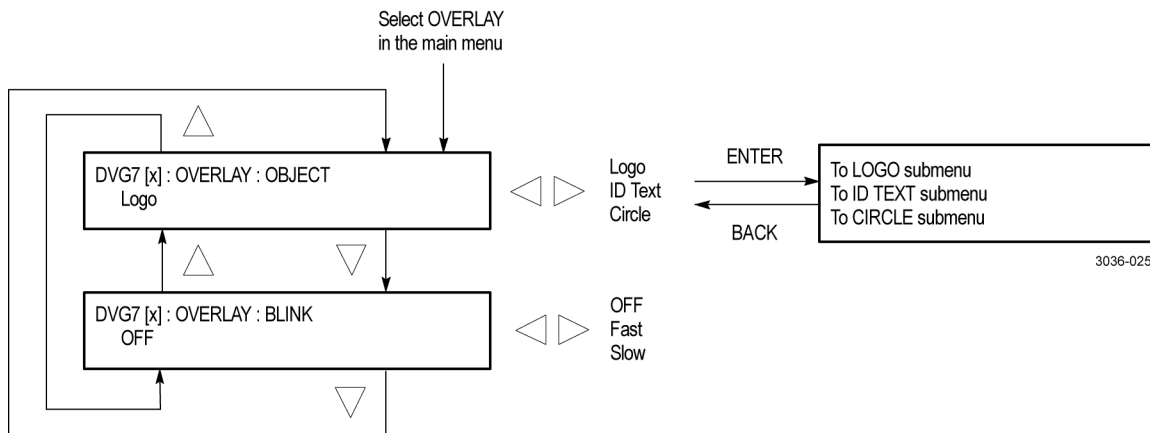 Select OVERLAY
in the main menu
DVG7 [x] : OVERLAY : OBJECT
Logo
Logo
ID Text
Circle
ENTER
BACK
To LOGO submenu
To ID TEXT submenu
To CIRCLE submenu
3036-025
DVG7 [x] : OVERLAY : BLINK
OFF
OFF
Fast
Slow